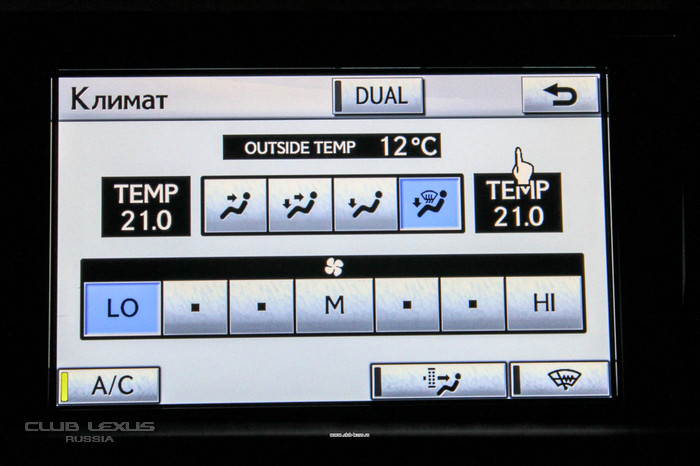 Климат
DUAL
OUTSIDE TEMP 12°C
TEMP
21.0
TEMP
21.0
LO
M
HI
A/C
CLUB LEXUS
RUSSIA